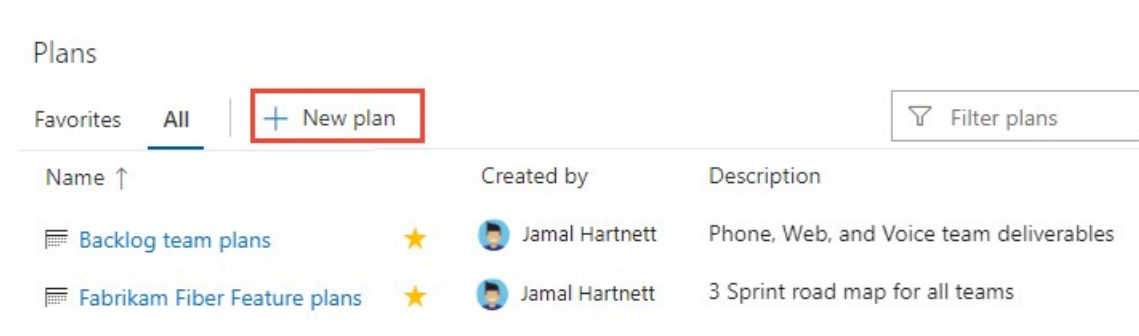 Plans
Favorites All + New plan Filter plans
Name ↑ Created by Description
Backlog team plans Jamal Hartnett Phone, Web, and Voice team deliverables
Fabrikam Fiber Feature plans Jamal Hartnett 3 Sprint road map for all teams